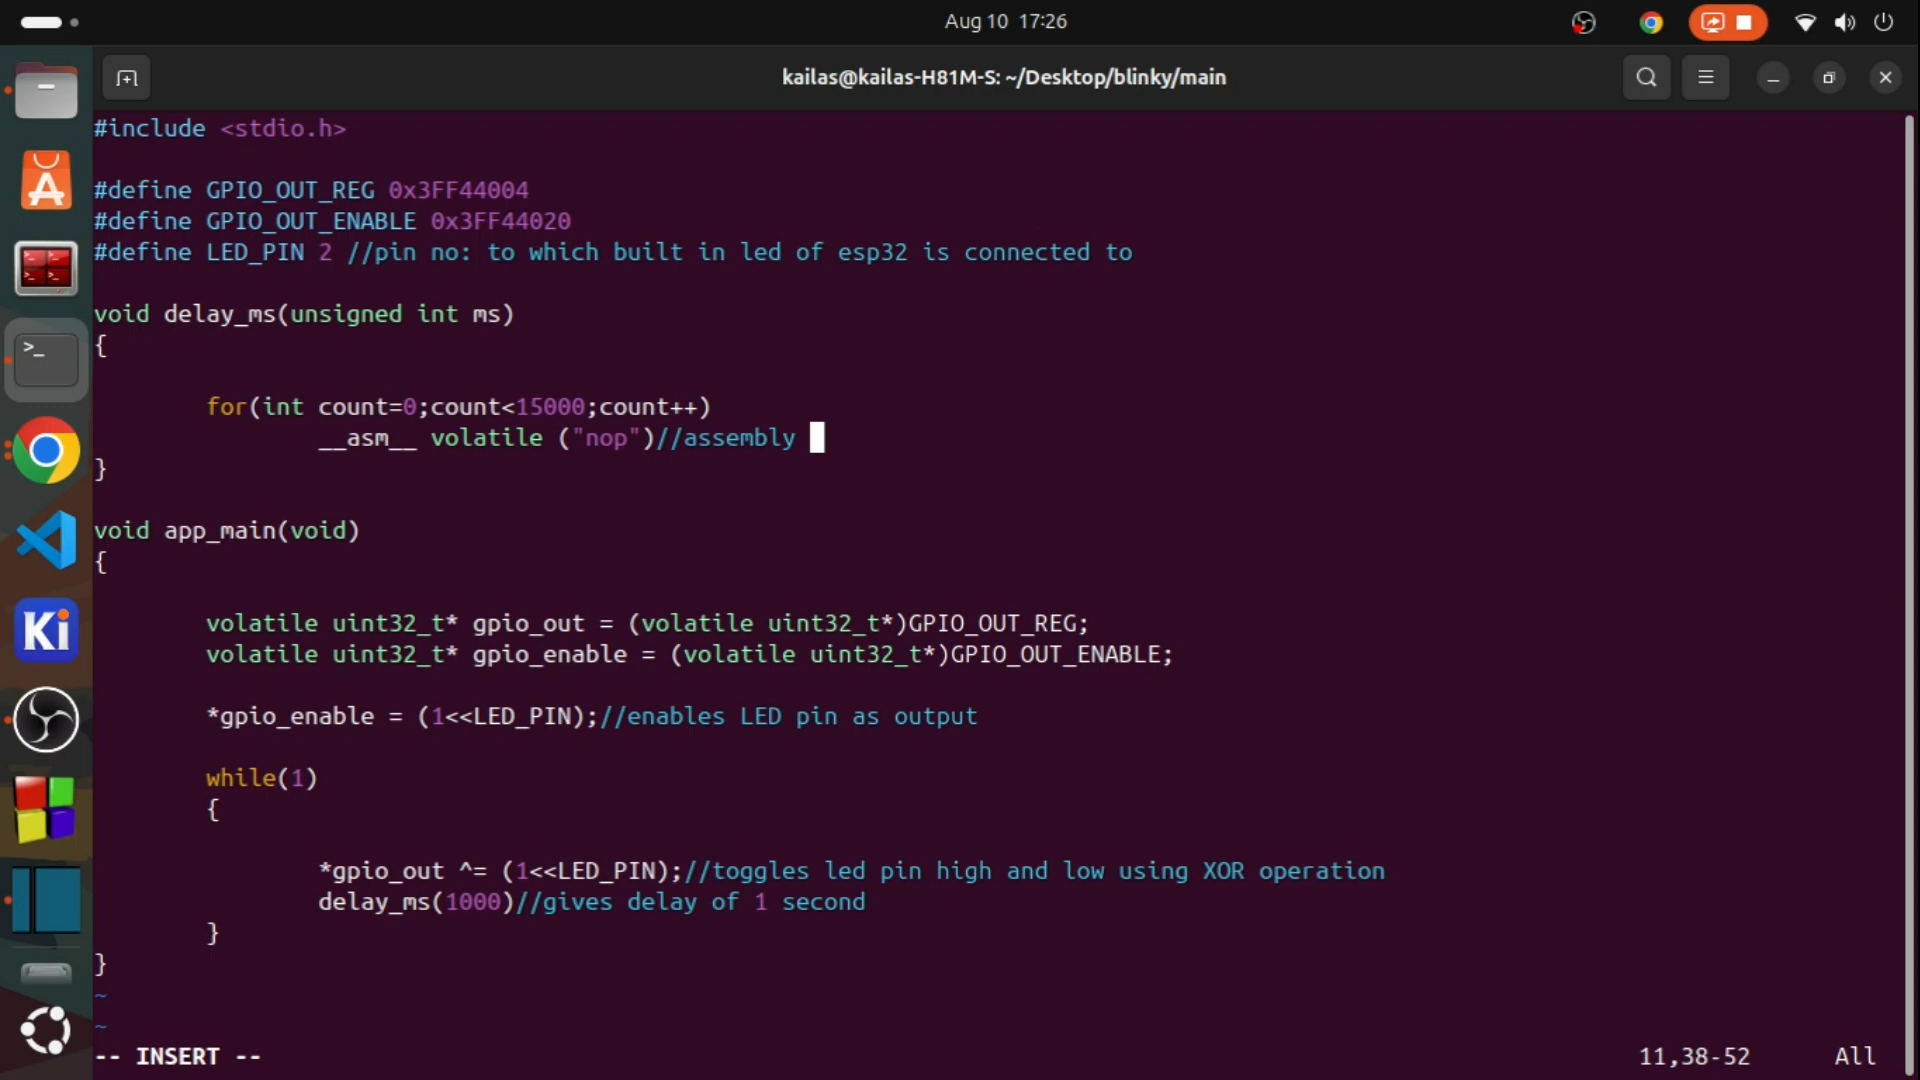 Aug 10 17:26
kailas@kailas-H81M-S: ~/Desktop/blinky/main
#include <stdio.h>
#define GPIO_OUT_REG 0x3FF44004
#define GPIO_OUT_ENABLE 0x3FF44020
#define LED_PIN 2 //pin no: to which built in led of esp32 is connected to
void delay_ms(unsigned int ms)
{
for(int count=0;count<15000;count++)
__asm__ volatile ("nop")//assembly
}
void app_main(void)
{
volatile uint32_t* gpio_out = (volatile uint32_t*)GPIO_OUT_REG;
volatile uint32_t* gpio_enable = (volatile uint32_t*)GPIO_OUT_ENABLE;
*gpio_enable = (1<<LED_PIN);//enables LED pin as output
while(1)
{
*gpio_out ^= (1<<LED_PIN);//toggles led pin high and low using XOR operation
delay_ms(1000)//gives delay of 1 second
}
}
~
~
-- INSERT -- 11,38-52 All
A
>_
Ki